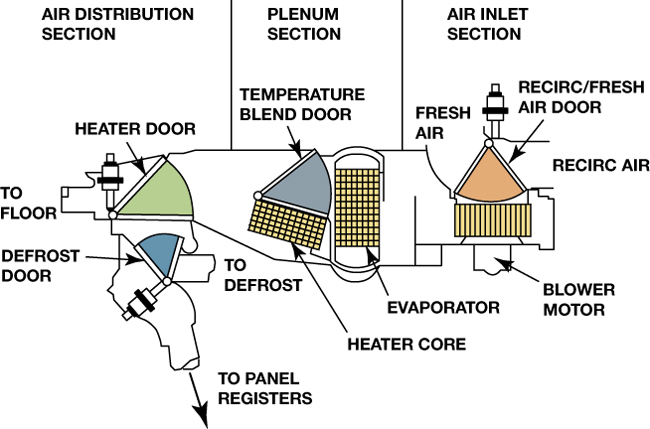 AIR DISTRIBUTION
SECTION
PLENUM
SECTION
AIR INLET
SECTION
TEMPERATURE
BLEND DOOR
RECIRC/FRESH
AIR DOOR
FRESH
AIR
HEATER DOOR
RECIRC AIR
TO
FLOOR
DEFROST
DOOR
TO
DEFROST
EVAPORATOR
BLOWER
MOTOR
HEATER CORE
TO PANEL
REGISTERS